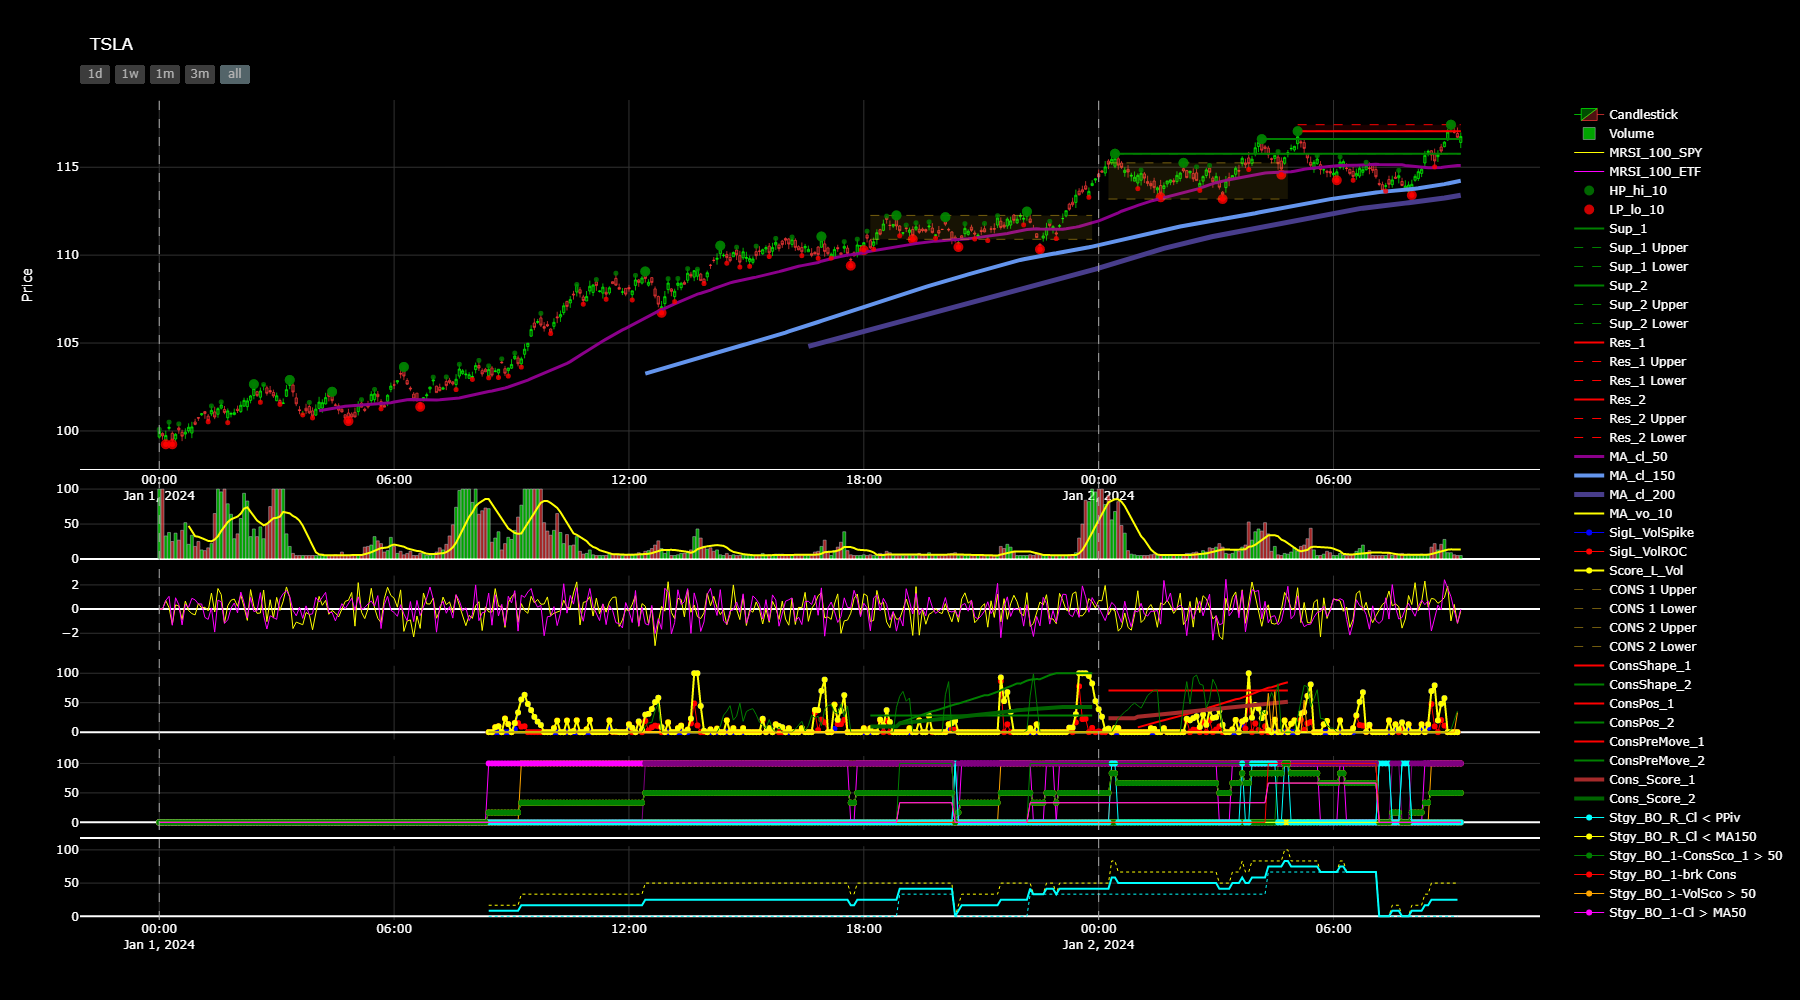 TSLA
1d 1w 1m 3m all
Price
115
110
105
100
00:00 06:00 12:00 18:00 00:00 06:00
Jan 1, 2024 Jan 2, 2024
100
50
0
2
0
−2
100
50
0
100
50
0
100
50
0
00:00 06:00 12:00 18:00 00:00 06:00
Jan 1, 2024 Jan 2, 2024
Candlestick
Volume
MRSI_100_SPY
MRSI_100_ETF
HP_hi_10
LP_lo_10
Sup_1
Sup_1 Upper
Sup_1 Lower
Sup_2
Sup_2 Upper
Sup_2 Lower
Res_1
Res_1 Upper
Res_1 Lower
Res_2
Res_2 Upper
Res_2 Lower
MA_cl_50
MA_cl_150
MA_cl_200
MA_vo_10
SigL_VolSpike
SigL_VolROC
Score_L_Vol
CONS 1 Upper
CONS 1 Lower
CONS 2 Upper
CONS 2 Lower
ConsShape_1
ConsShape_2
ConsPos_1
ConsPos_2
ConsPreMove_1
ConsPreMove_2
Cons_Score_1
Cons_Score_2
Stgy_BO_R_Cl < PPiv
Stgy_BO_R_Cl < MA150
Stgy_BO_1-ConsSco_1 > 50
Stgy_BO_1-brk Cons
Stgy_BO_1-VolSco > 50
Stgy_BO_1-Cl > MA50